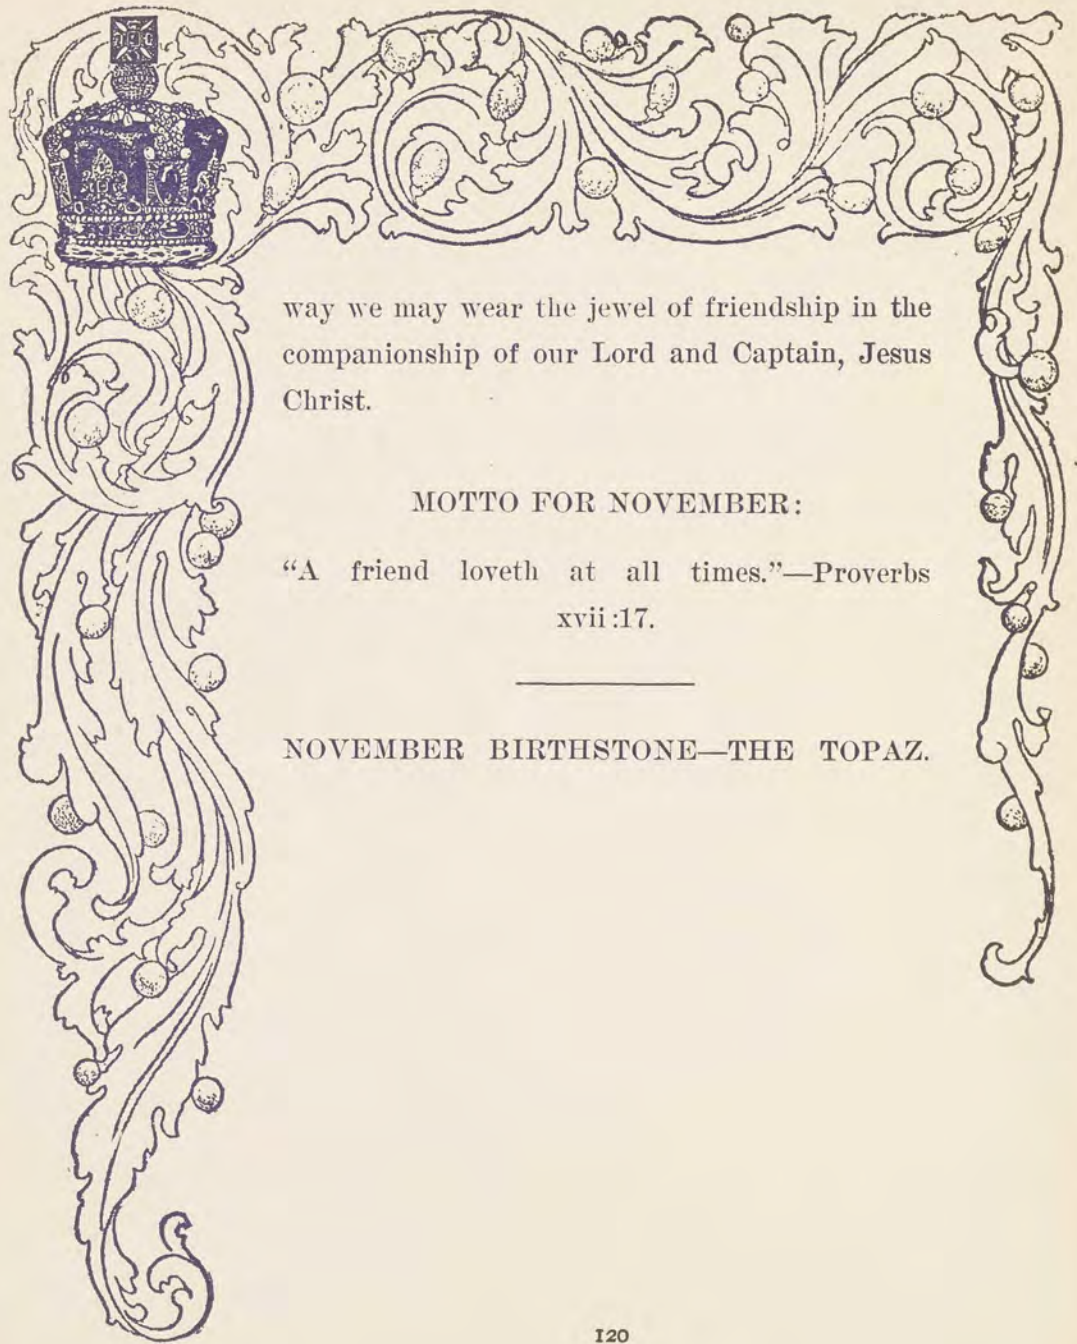 way we may wear the jewel of friendship in the
companionship of our Lord and Captain, Jesus
Christ.
MOTTO FOR NOVEMBER:
“A friend loveth at all times.”—Proverbs
xvii:17.
NOVEMBER BIRTHSTONE—THE TOPAZ.
120